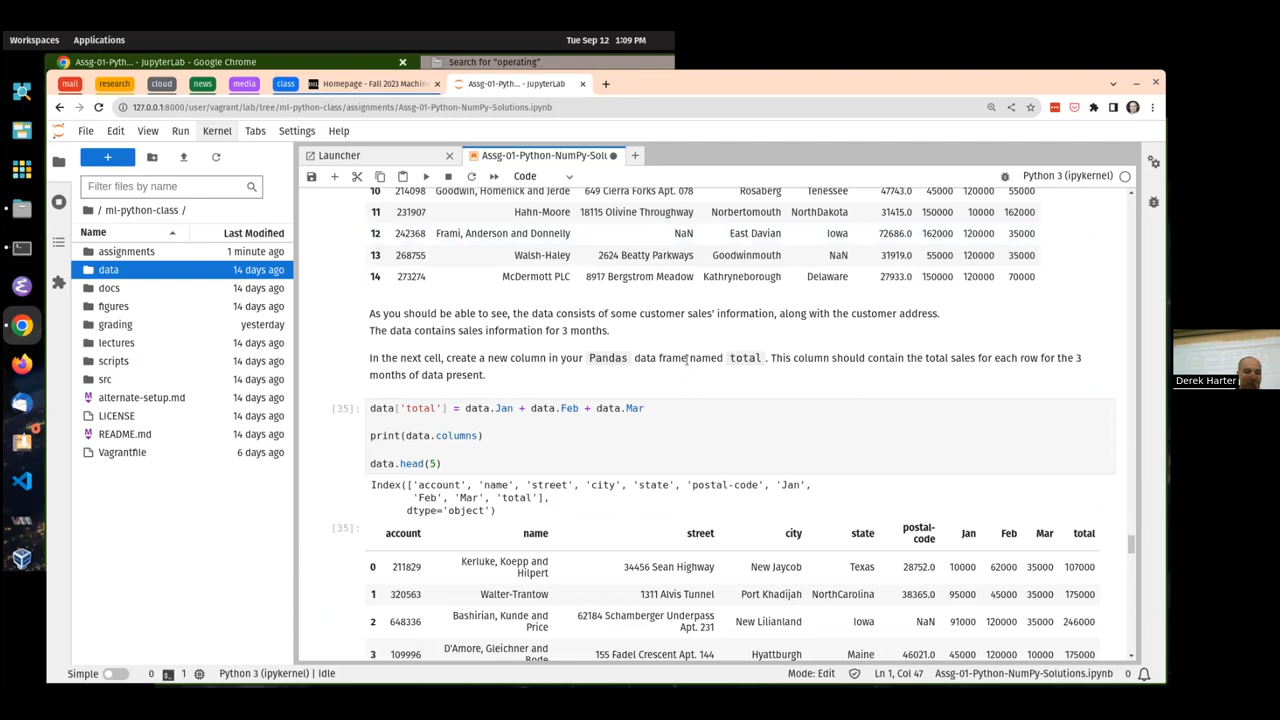 Workspaces Applications Tue Sep 12 1:09 PM
Assg-01-Pyth... - JupyterLab - Google Chrome Search for "operating"
mail research cloud news media class Homepage - Fall 2023 Machin Assg-01-Pyth... - JupyterLab
127.0.0.1:8000/user/vagrant/lab/tree/ml-python-class/assignments/Assg-01-Python-NumPy-Solutions.ipynb
File Edit View Run Kernel Tabs Settings Help
Launcher Assg-01-Python-NumPy-Solu
Code Python 3 (ipykernel)
Filter files by name
/ ml-python-class /
Name Last Modified
assignments 1 minute ago
data 14 days ago
docs 14 days ago
figures 14 days ago
grading yesterday
lectures 14 days ago
scripts 14 days ago
src 14 days ago
alternate-setup.md 14 days ago
LICENSE 14 days ago
README.md 14 days ago
Vagrantfile 6 days ago
10 214098 Goodwin, Homenick and Jerde 649 Cierra Forks Apt. 078 Rosaberg Tenessee 47743.0 45000 120000 55000
11 231907 Hahn-Moore 18115 Olivine Throughway Norbertomouth NorthDakota 31415.0 150000 10000 162000
12 242368 Frami, Anderson and Donnelly NaN East Davian Iowa 72686.0 162000 120000 35000
13 268755 Walsh-Haley 2624 Beatty Parkways Goodwinmouth NaN 31919.0 55000 120000 35000
14 273274 McDermott PLC 8917 Bergstrom Meadow Kathryneborough Delaware 27933.0 150000 120000 70000
As you should be able to see, the data consists of some customer sales' information, along with the customer address.
The data contains sales information for 3 months.
In the next cell, create a new column in your Pandas data frame named total. This column should contain the total sales for each row for the 3
months of data present.
[35]: data['total'] = data.Jan + data.Feb + data.Mar
print(data.columns)
data.head(5)
Index(['account', 'name', 'street', 'city', 'state', 'postal-code', 'Jan',
'Feb', 'Mar', 'total'],
dtype='object')
[35]: account name street city state postal-code Jan Feb Mar total
0 211829 Kerluke, Koepp and Hilpert 34456 Sean Highway New Jaycob Texas 28752.0 10000 62000 35000 107000
1 320563 Walter-Trantow 1311 Alvis Tunnel Port Khadijah NorthCarolina 38365.0 95000 45000 35000 175000
2 648336 Bashirian, Kunde and Price 62184 Schamberger Underpass Apt. 231 New Lilianland Iowa NaN 91000 120000 35000 246000
3 109996 D'Amore, Gleichner and Bode 155 Fadel Crescent Apt. 144 Hyattburgh Maine 46021.0 45000 120000 10000 175000
Simple 0 1 Python 3 (ipykernel) | Idle Mode: Edit Ln 1, Col 47 Assg-01-Python-NumPy-Solutions.ipynb 0
Derek Harter